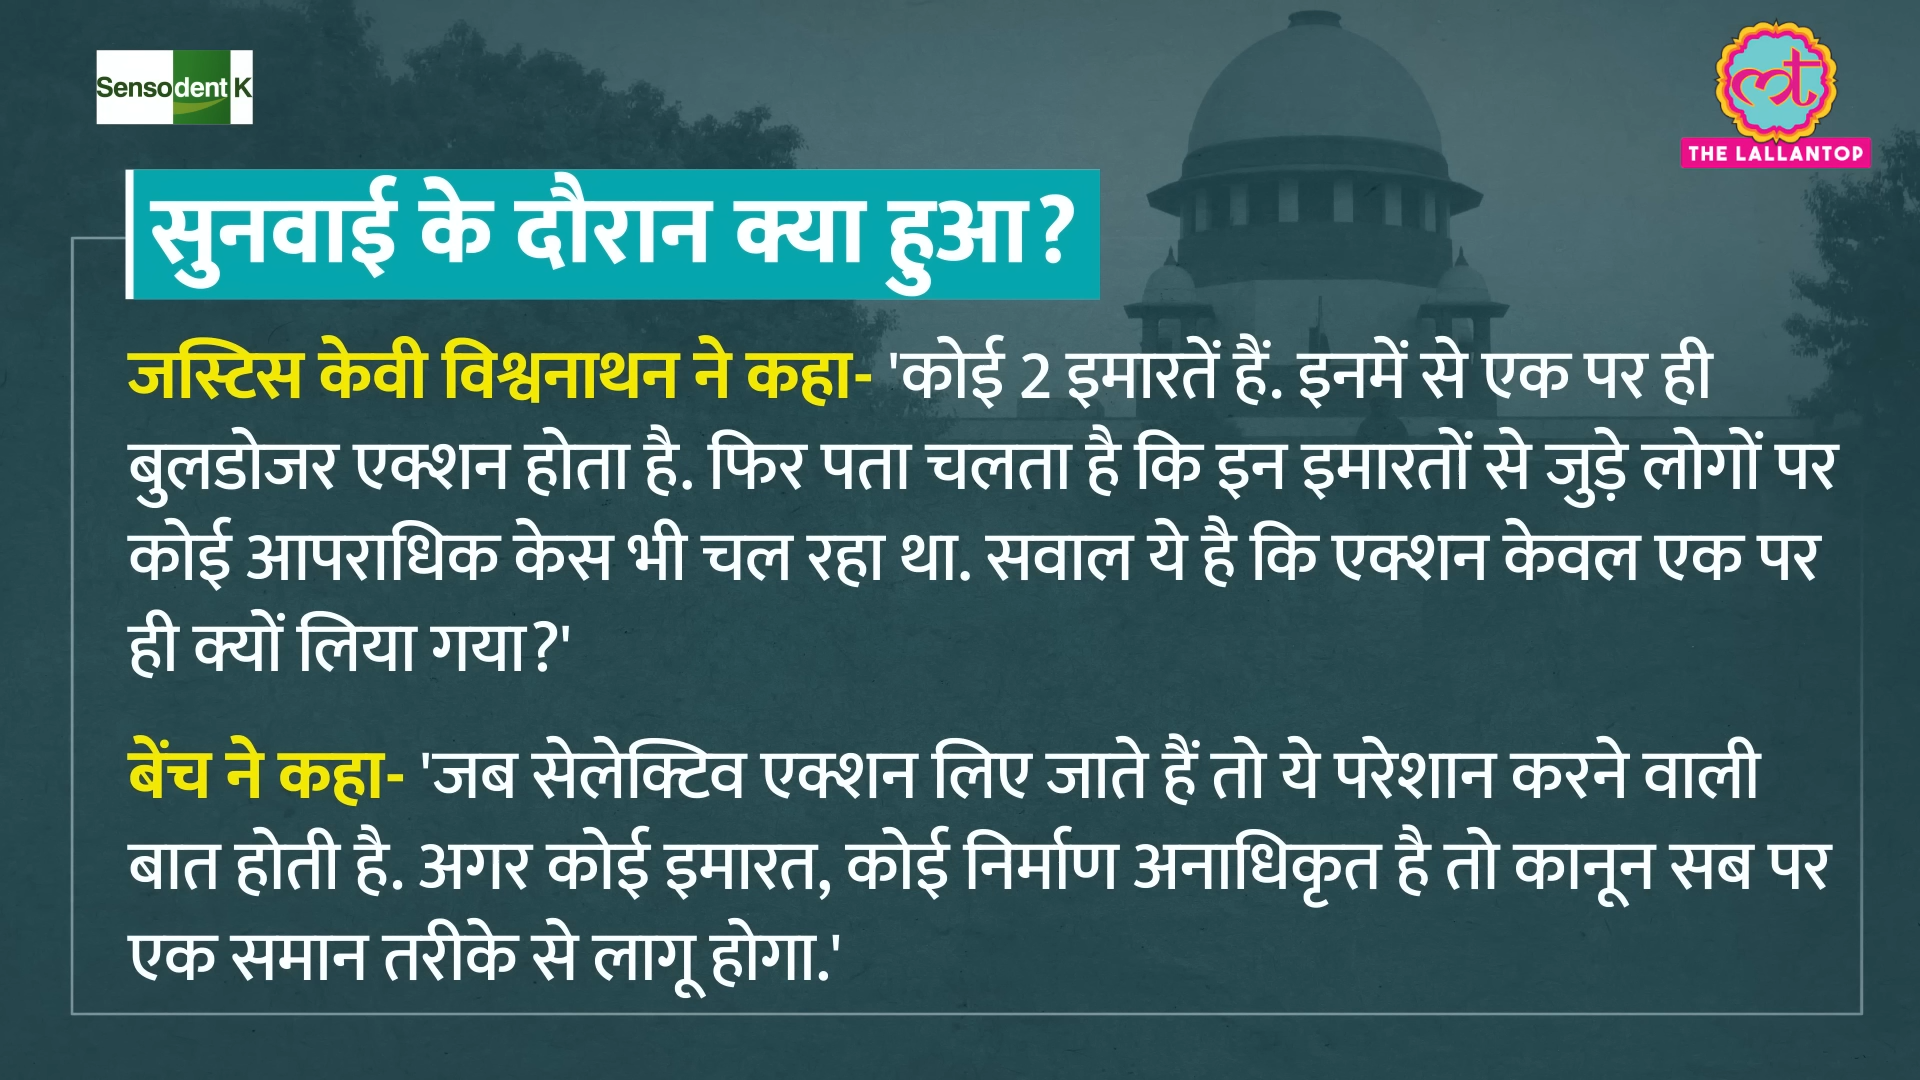 Sensodent K
लT
THE LALLANTOP
सुनवाई के दौरान क्या हुआ?
जस्टिस केवी विश्वनाथन ने कहा- 'कोई 2 इमारतें हैं. इनमें से एक पर ही
बुलडोजर एक्शन होता है. फिर पता चलता है कि इन इमारतों से जुड़े लोगों पर
कोई आपराधिक केस भी चल रहा था. सवाल ये है कि एक्शन केवल एक पर
ही क्यों लिया गया?'
बेंच ने कहा- 'जब सेलेक्टिव एक्शन लिए जाते हैं तो ये परेशान करने वाली
बात होती है. अगर कोई इमारत, कोई निर्माण अनाधिकृत है तो कानून सब पर
एक समान तरीके से लागू होगा.'